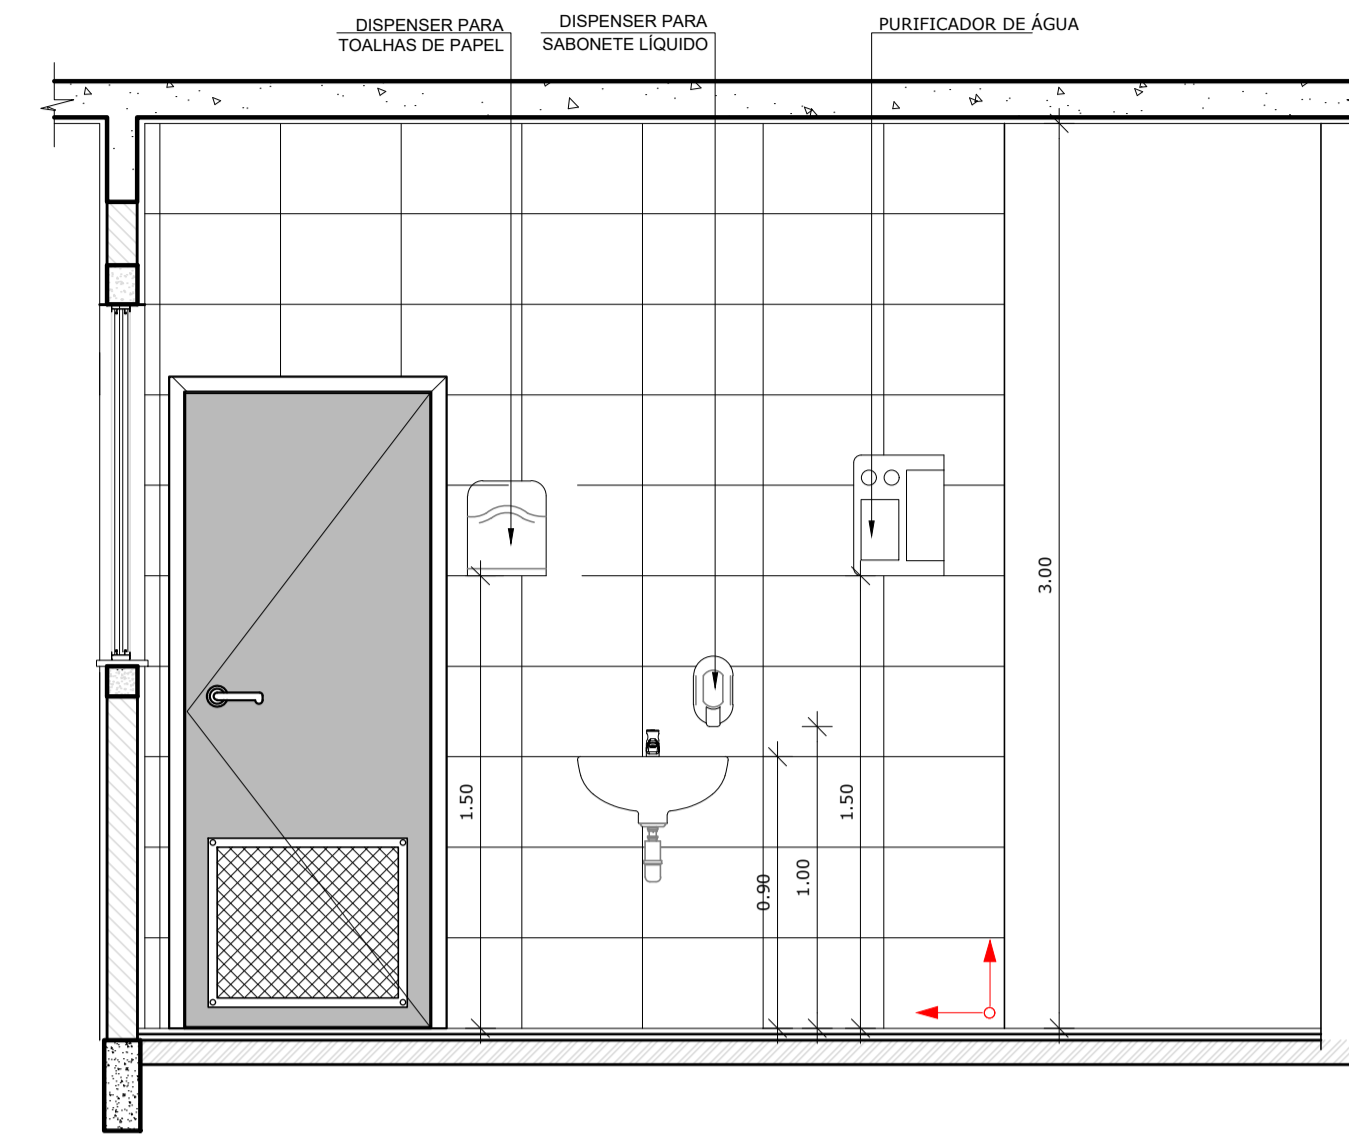 DISPENSER PARA
TOALHAS DE PAPEL
DISPENSER PARA
SABONETE LÍQUIDO
PURIFICADOR DE ÁGUA
3.00
1.50
1.50
0.90
1.00